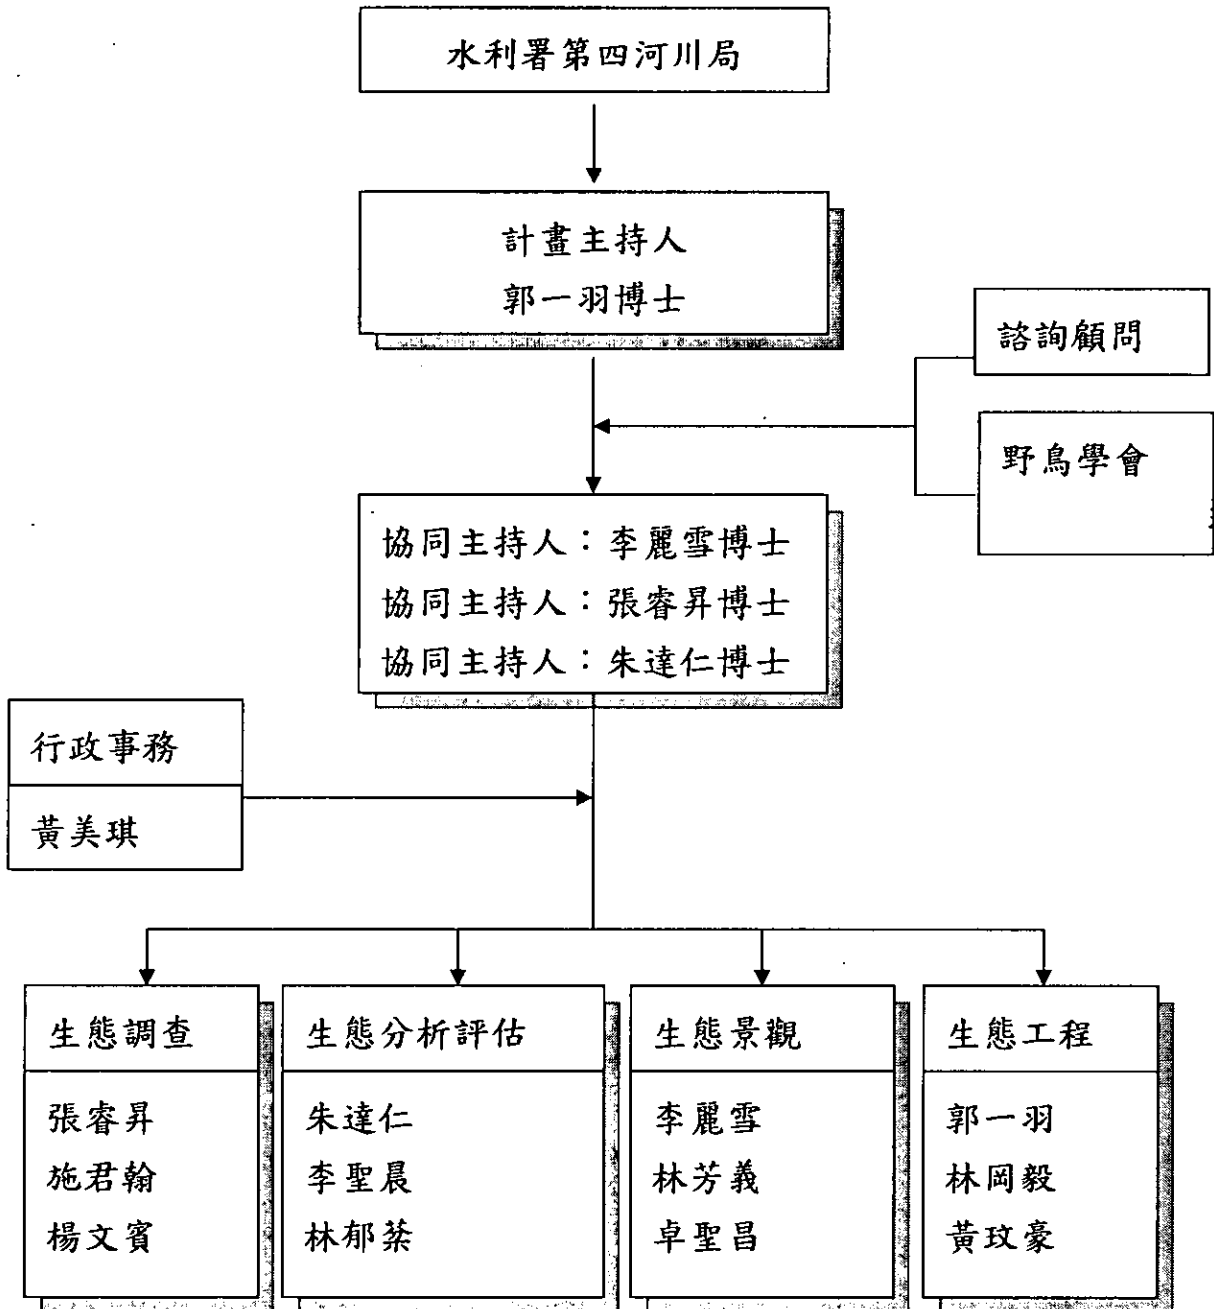 水利署第四河川局
計畫主持人
郭一羽博士
諮詢顧問
野鳥學會
協同主持人：李麗雪博士
協同主持人：張睿昇博士
協同主持人：朱達仁博士
行政事務
黃美琪
生態調查
張睿昇
施君翰
楊文賓
生態分析評估
朱達仁
李聖晨
林郁棻
生態景觀
李麗雪
林芳義
卓聖昌
生態工程
郭一羽
林岡毅
黃玟豪